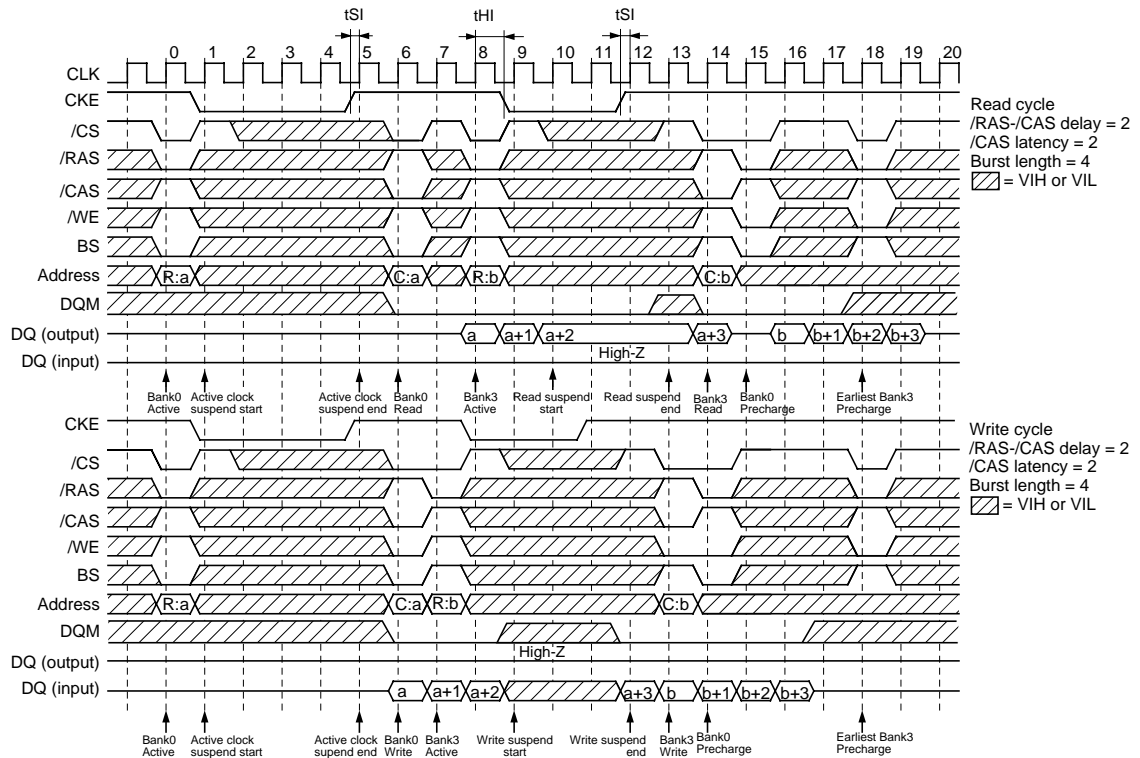 tSI tHI tSI
0 1 2 3 4 5 6 7 8 9 10 11 12 13 14 15 16 17 18 19 20
CLK
CKE
/CS
/RAS
/CAS
/WE
BS
Address R:a C:a R:b C:b
DQM
DQ (output) a a+1 a+2 a+3 b b+1 b+2 b+3
High-Z
DQ (input)
Read cycle
/RAS-/CAS delay = 2
/CAS latency = 2
Burst length = 4
= VIH or VIL
Bank0
Active
Active clock
suspend start
Active clock
suspend end
Bank0
Read
Bank3
Active
Read suspend
start
Read suspend
end
Bank3
Read
Bank0
Precharge
Earliest Bank3
Precharge
CKE
/CS
/RAS
/CAS
/WE
BS
Address R:a C:a R:b C:b
DQM
High-Z
DQ (output)
DQ (input) a a+1 a+2 a+3 b b+1 b+2 b+3
Write cycle
/RAS-/CAS delay = 2
/CAS latency = 2
Burst length = 4
= VIH or VIL
Bank0
Active
Active clock
suspend start
Active clock
supend end
Bank0
Write
Bank3
Active
Write suspend
start
Write suspend
end
Bank3
Write
Bank0
Precharge
Earliest Bank3
Precharge